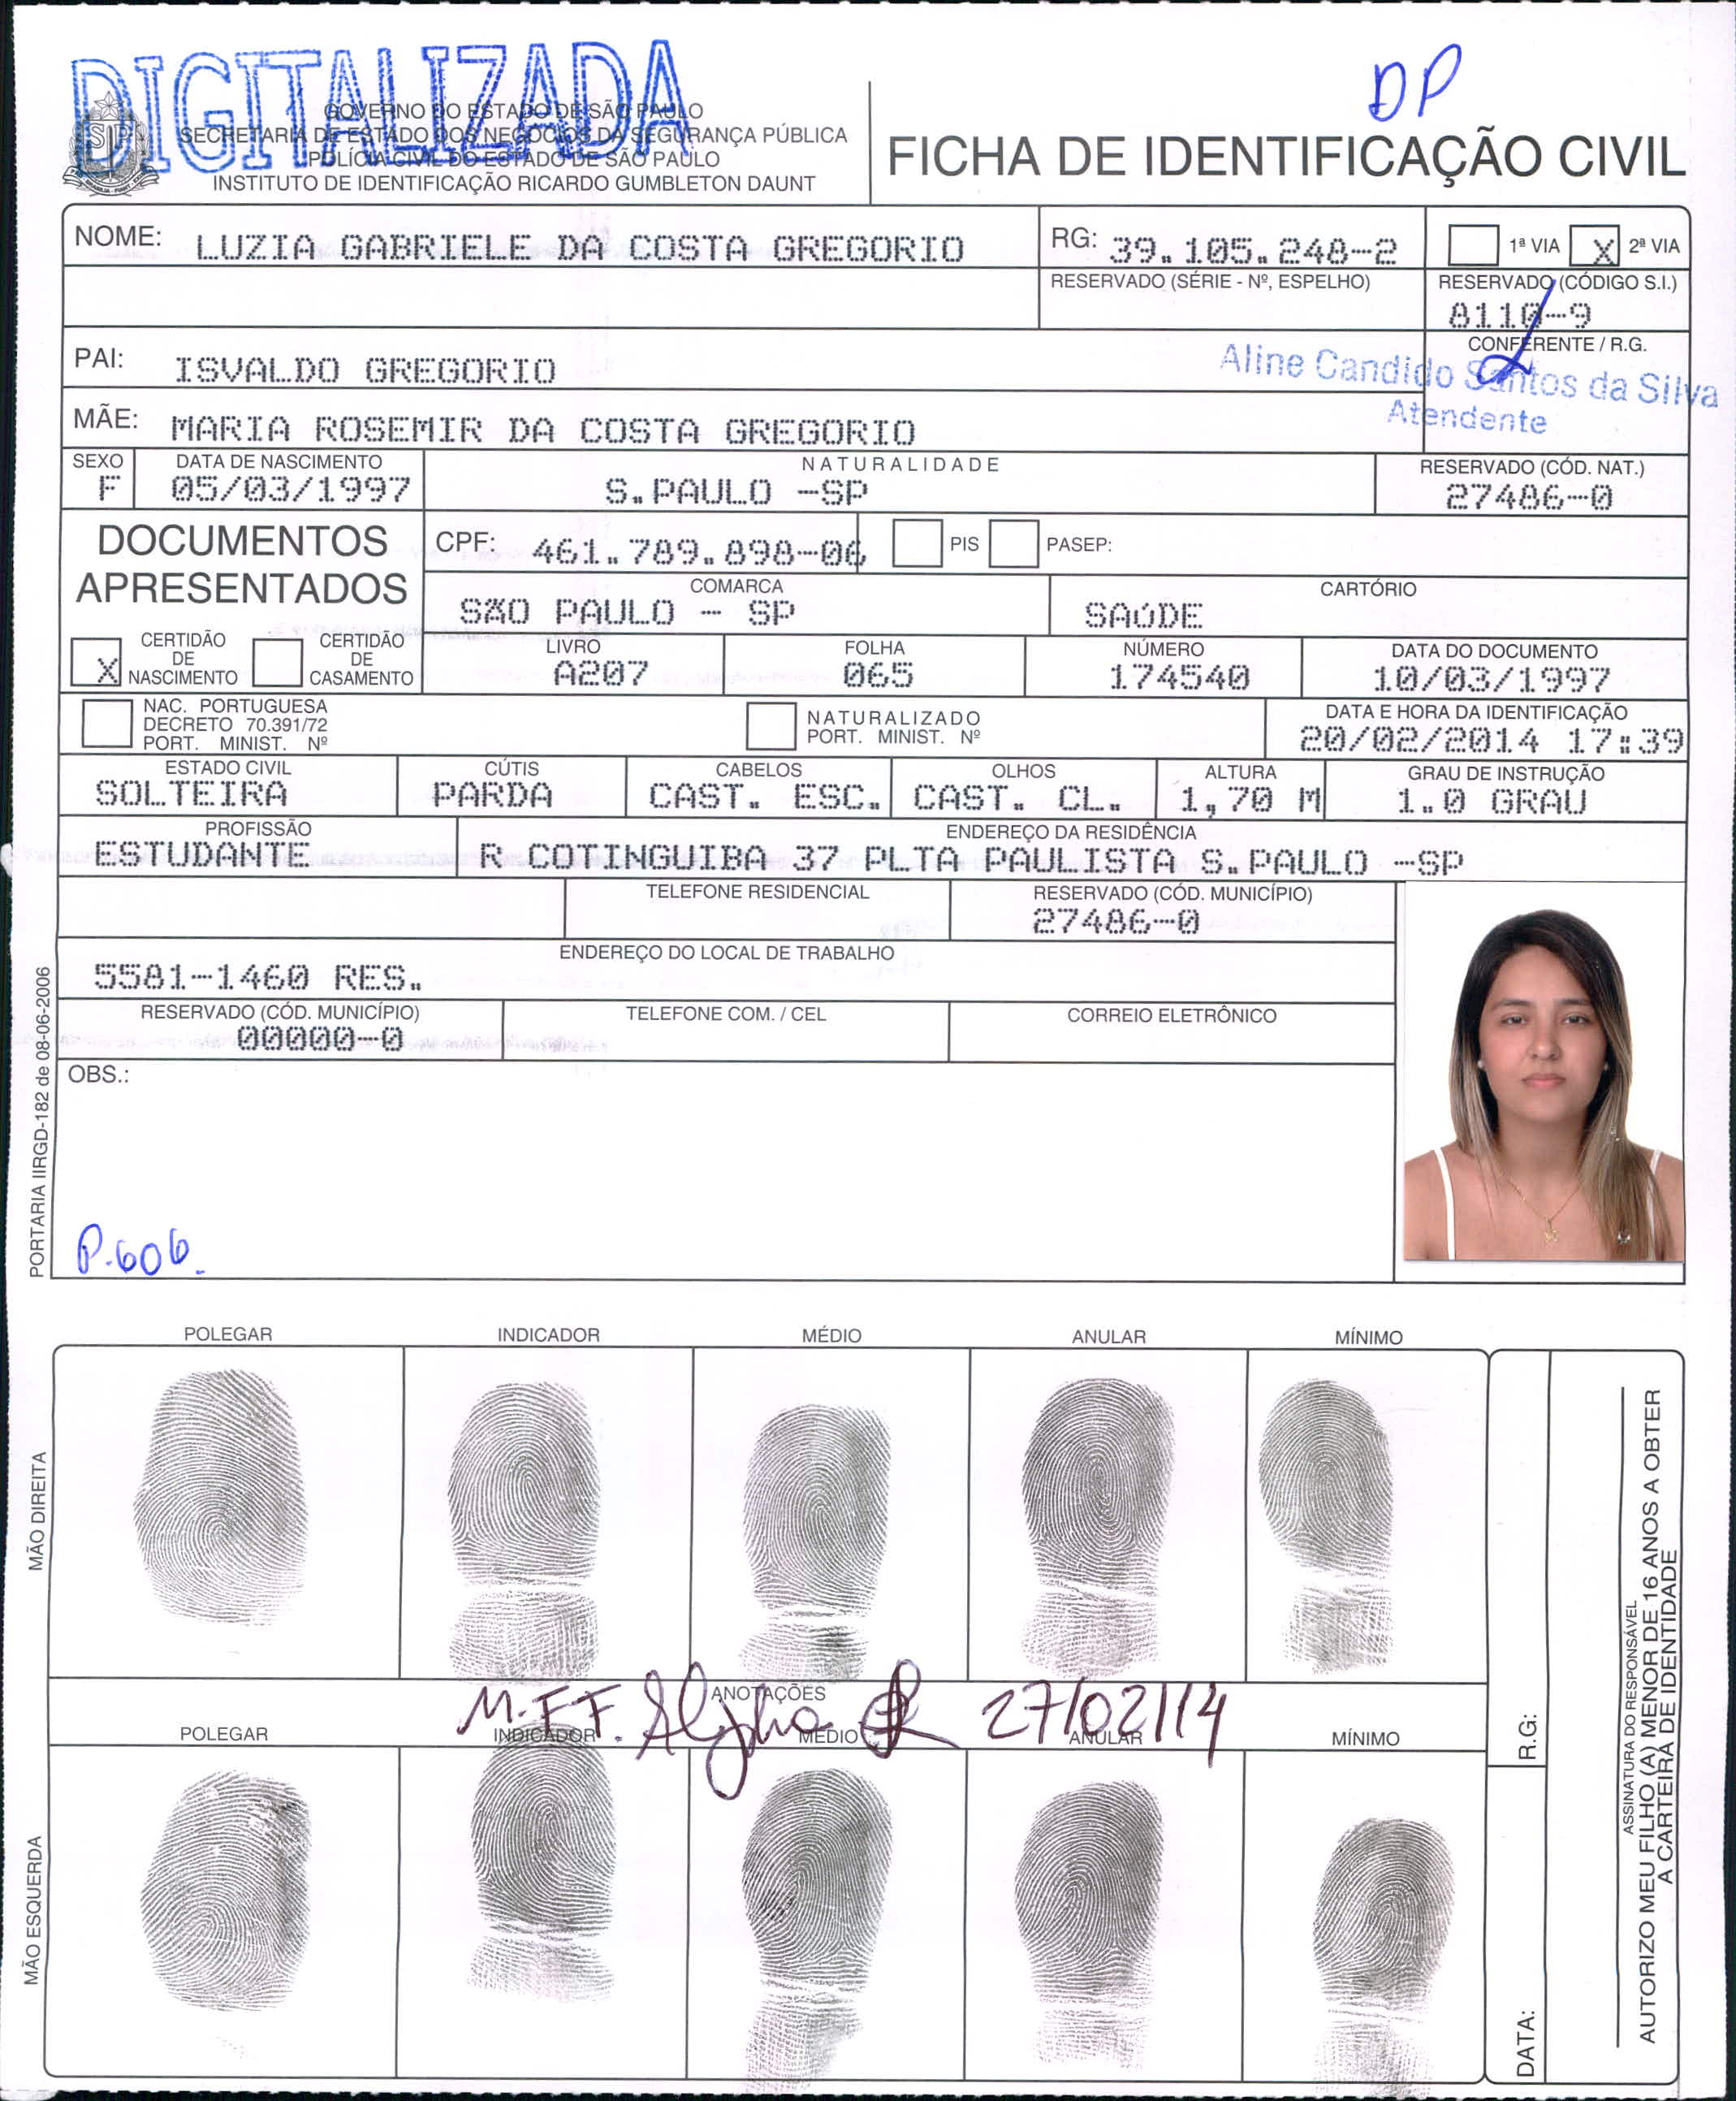 DIGITALIZADA
DP
GOVERNO DO ESTADO DE SÃO PAULO
SECRETARIA DE ESTADO DOS NEGÓCIOS DA SEGURANÇA PÚBLICA
POLÍCIA CIVIL DO ESTADO DE SÃO PAULO
INSTITUTO DE IDENTIFICAÇÃO RICARDO GUMBLETON DAUNT
FICHA DE IDENTIFICAÇÃO CIVIL
NOME: LUZIA GABRIELE DA COSTA GREGORIO RG: 39.105.248-2 1ª VIA X 2ª VIA
RESERVADO (SÉRIE - Nº, ESPELHO) RESERVADO (CÓDIGO S.I.)
8110-9
CONFERENTE / R.G.
PAI: ISVALDO GREGORIO
Aline Candido Santos da Silva
Atendente
MÃE: MARIA ROSEMIR DA COSTA GREGORIO
SEXO DATA DE NASCIMENTO NATURALIDADE RESERVADO (CÓD. NAT.)
F 05/03/1997 S.PAULO -SP 27486-0
DOCUMENTOS
APRESENTADOS
CPF: 461.789.898-06 PIS PASEP:
COMARCA CARTÓRIO
SÃO PAULO - SP SAúDE
X CERTIDÃO DE NASCIMENTO CERTIDÃO DE CASAMENTO
LIVRO FOLHA NÚMERO DATA DO DOCUMENTO
A207 065 174540 10/03/1997
NAC. PORTUGUESA
DECRETO 70.391/72
PORT. MINIST. Nº
NATURALIZADO
PORT. MINIST. Nº
DATA E HORA DA IDENTIFICAÇÃO
20/02/2014 17:39
ESTADO CIVIL CÚTIS CABELOS OLHOS ALTURA GRAU DE INSTRUÇÃO
SOLTEIRA PARDA CAST. ESC. CAST. CL. 1,70 M 1.0 GRAU
PROFISSÃO ENDEREÇO DA RESIDÊNCIA
ESTUDANTE R COTINGUIBA 37 PLTA PAULISTA S.PAULO -SP
TELEFONE RESIDENCIAL RESERVADO (CÓD. MUNICÍPIO)
27486-0
ENDEREÇO DO LOCAL DE TRABALHO
5581-1460 RES.
RESERVADO (CÓD. MUNICÍPIO) TELEFONE COM. / CEL CORREIO ELETRÔNICO
00000-0
OBS.:
P.606.
PORTARIA IIRGD-182 de 08-06-2006
POLEGAR INDICADOR MÉDIO ANULAR MÍNIMO
MÃO DIREITA
ANOTAÇÕES
M.F.F. 27/02/14
POLEGAR INDICADOR MÉDIO ANULAR MÍNIMO
MÃO ESQUERDA
R.G:
DATA:
ASSINATURA DO RESPONSÁVEL
AUTORIZO MEU FILHO (A) MENOR DE 16 ANOS A OBTER
A CARTEIRA DE IDENTIDADE